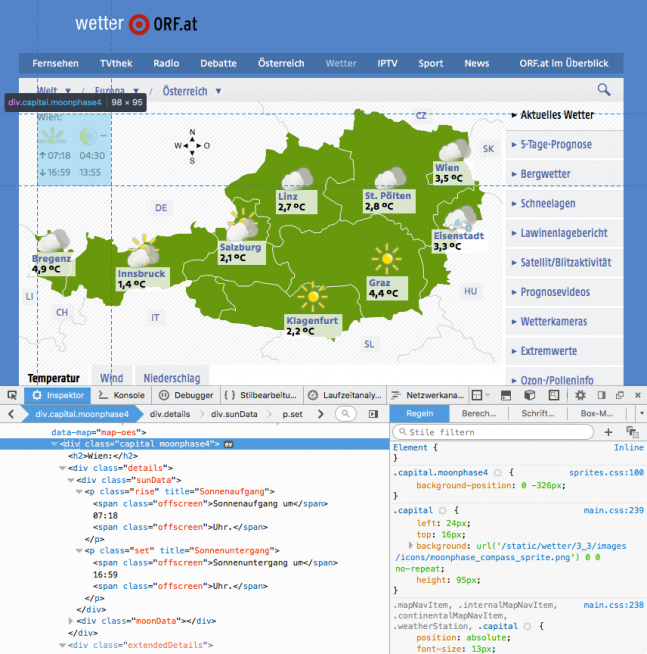 wetter ORF.at
Fernsehen TVthek Radio Debatte Österreich Wetter IPTV Sport News ORF.at im Überblick
Welt ▼ / Europa ▼ / Österreich ▼
div.capital.moonphase4 | 98 × 95
Wien:
↑07:18 04:30
↓16:59 13:55
N
W O
S
CZ
SK
DE
LI
CH
IT
SL
HU
Wien
3,5 ºC
Linz
2,7 ºC
St. Pölten
2,8 ºC
Eisenstadt
3,3 ºC
Salzburg
2,1 ºC
Bregenz
4,9 ºC
Innsbruck
1,4 ºC
Graz
4,4 ºC
Klagenfurt
2,2 ºC
▸ Aktuelles Wetter
▸ 5-Tage-Prognose
▸ Bergwetter
▸ Schneelagen
▸ Lawinenlagebericht
▸ Satellit/Blitzaktivität
▸ Prognosevideos
▸ Wetterkameras
▸ Extremwerte
▸ Ozon-/Polleninfo
Temperatur Wind Niederschlag
Inspektor Konsole Debugger Stilbearbeitu... Laufzeitanaly... Netzwerkana...
div.capital.moonphase4 div.details div.sunData p.set
data-map="map-oes">
<div class="capital moonphase4"> ev
<h2>Wien:</h2>
<div class="details">
<div class="sunData">
<p class="rise" title="Sonnenaufgang">
<span class="offscreen">Sonnenaufgang um</span>
07:18
<span class="offscreen">Uhr.</span>
</p>
<p class="set" title="Sonnenuntergang">
<span class="offscreen">Sonnenuntergang um</span>
16:59
<span class="offscreen">Uhr.</span>
</p>
</div>
<div class="moonData"></div>
</div>
<div class="extendedDetails">
Regeln Berech... Schrift... Box-M...
Stile filtern
Element { Inline
}
.capital.moonphase4 { sprites.css:100
background-position: 0 -326px;
}
.capital { main.css:239
left: 24px;
top: 16px;
background: url('/static/wetter/3_3/images
/icons/moonphase_compass_sprite.png') 0 0
no-repeat;
height: 95px;
}
.mapNavItem, .internalMapNavItem, main.css:238
.continentalMapNavItem,
.weatherStation, .capital {
position: absolute;
font-size: 13px;